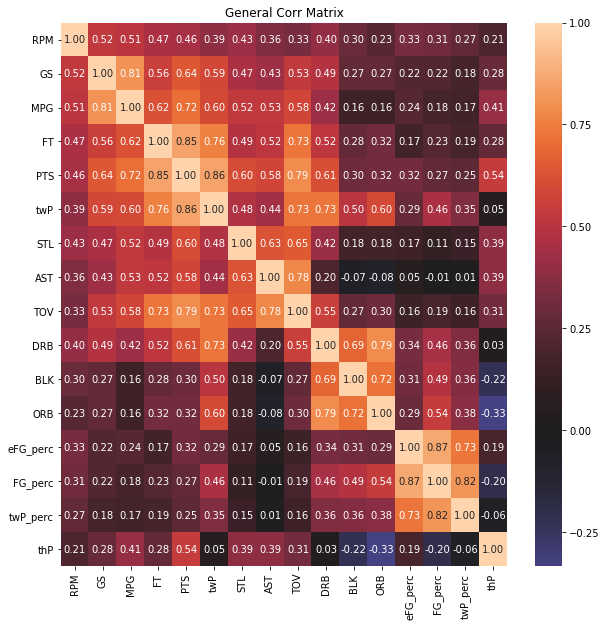 General Corr Matrix
RPM 1.00 0.52 0.51 0.47 0.46 0.39 0.43 0.36 0.33 0.40 0.30 0.23 0.33 0.31 0.27 0.21
GS 0.52 1.00 0.81 0.56 0.64 0.59 0.47 0.43 0.53 0.49 0.27 0.27 0.22 0.22 0.18 0.28
MPG 0.51 0.81 1.00 0.62 0.72 0.60 0.52 0.53 0.58 0.42 0.16 0.16 0.24 0.18 0.17 0.41
FT 0.47 0.56 0.62 1.00 0.85 0.76 0.49 0.52 0.73 0.52 0.28 0.32 0.17 0.23 0.19 0.28
PTS 0.46 0.64 0.72 0.85 1.00 0.86 0.60 0.58 0.79 0.61 0.30 0.32 0.32 0.27 0.25 0.54
twP 0.39 0.59 0.60 0.76 0.86 1.00 0.48 0.44 0.73 0.73 0.50 0.60 0.29 0.46 0.35 0.05
STL 0.43 0.47 0.52 0.49 0.60 0.48 1.00 0.63 0.65 0.42 0.18 0.18 0.17 0.11 0.15 0.39
AST 0.36 0.43 0.53 0.52 0.58 0.44 0.63 1.00 0.78 0.20 -0.07 -0.08 0.05 -0.01 0.01 0.39
TOV 0.33 0.53 0.58 0.73 0.79 0.73 0.65 0.78 1.00 0.55 0.27 0.30 0.16 0.19 0.16 0.31
DRB 0.40 0.49 0.42 0.52 0.61 0.73 0.42 0.20 0.55 1.00 0.69 0.79 0.34 0.46 0.36 0.03
BLK 0.30 0.27 0.16 0.28 0.30 0.50 0.18 -0.07 0.27 0.69 1.00 0.72 0.31 0.49 0.36 -0.22
ORB 0.23 0.27 0.16 0.32 0.32 0.60 0.18 -0.08 0.30 0.79 0.72 1.00 0.29 0.54 0.38 -0.33
eFG_perc 0.33 0.22 0.24 0.17 0.32 0.29 0.17 0.05 0.16 0.34 0.31 0.29 1.00 0.87 0.73 0.19
FG_perc 0.31 0.22 0.18 0.23 0.27 0.46 0.11 -0.01 0.19 0.46 0.49 0.54 0.87 1.00 0.82 -0.20
twP_perc 0.27 0.18 0.17 0.19 0.25 0.35 0.15 0.01 0.16 0.36 0.36 0.38 0.73 0.82 1.00 -0.06
thP 0.21 0.28 0.41 0.28 0.54 0.05 0.39 0.39 0.31 0.03 -0.22 -0.33 0.19 -0.20 -0.06 1.00
RPM GS MPG FT PTS twP STL AST TOV DRB BLK ORB eFG_perc FG_perc twP_perc thP
1.00
0.75
0.50
0.25
0.00
−0.25